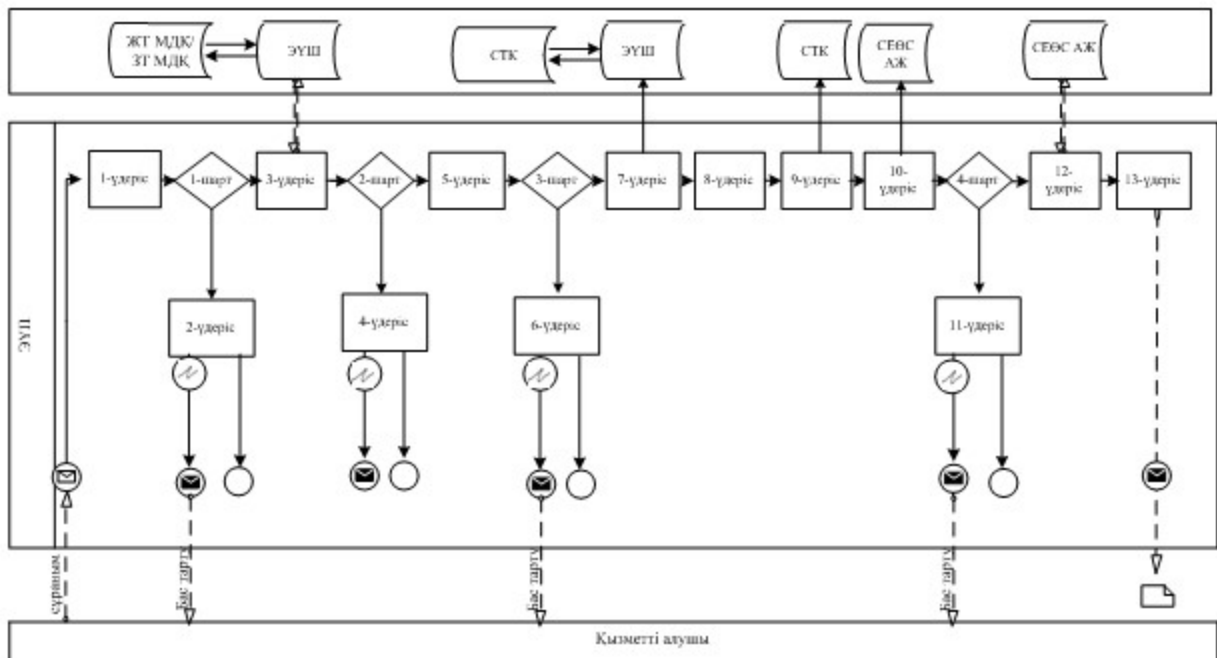 ЖТ МДҚ/
ЗТ МДҚ
ЭҮШ
СТК
ЭҮШ
СТК
СЕӨС
АЖ
СЕӨС АЖ
1-үдеріс
1-шарт
3-үдеріс
2-шарт
5-үдеріс
3-шарт
7-үдеріс
8-үдеріс
9-үдеріс
10-
үдеріс
4-шарт
12-
үдеріс
13-үдеріс
2-үдеріс
4-үдеріс
6-үдеріс
11-үдеріс
ЭҮП
сұраным
Бас тарту
Бас тарту
Бас тарту
Қызметті алушы